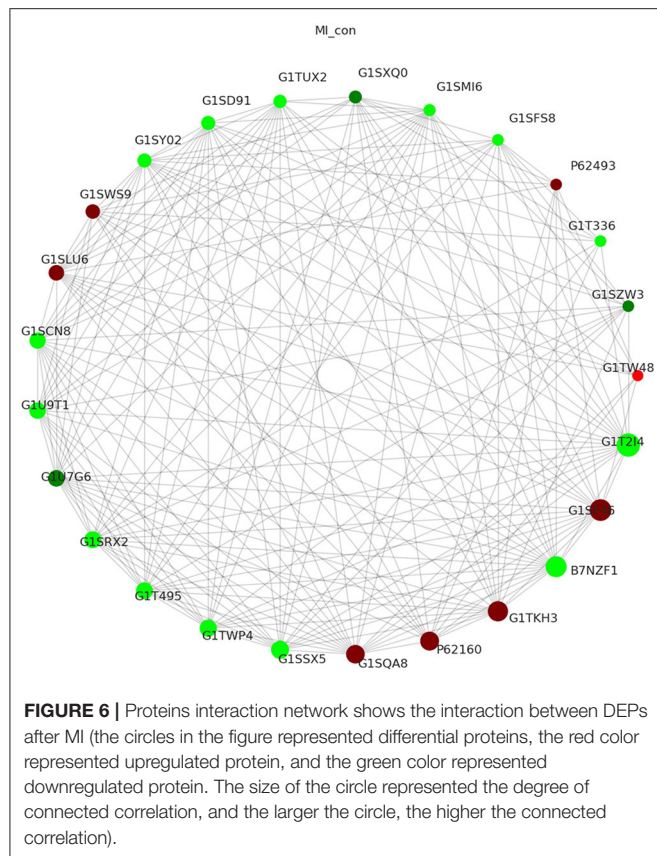 MI_con
G1SXQ0
G1TUX2
G1SMI6
G1SD91
G1SFS8
G1SY02
P62493
G1SWS9
G1T336
G1SLU6
G1SZW3
G1SCN8
G1TW48
G1U9T1
G1T2I4
G1U7G6
G1SRX2
B7NZF1
G1T495
G1TKH3
G1TWP4
P62160
G1SSX5
G1SQA8
FIGURE 6 | Proteins interaction network shows the interaction between DEPs
after MI (the circles in the figure represented differential proteins, the red color
represented upregulated protein, and the green color represented
downregulated protein. The size of the circle represented the degree of
connected correlation, and the larger the circle, the higher the connected
correlation).